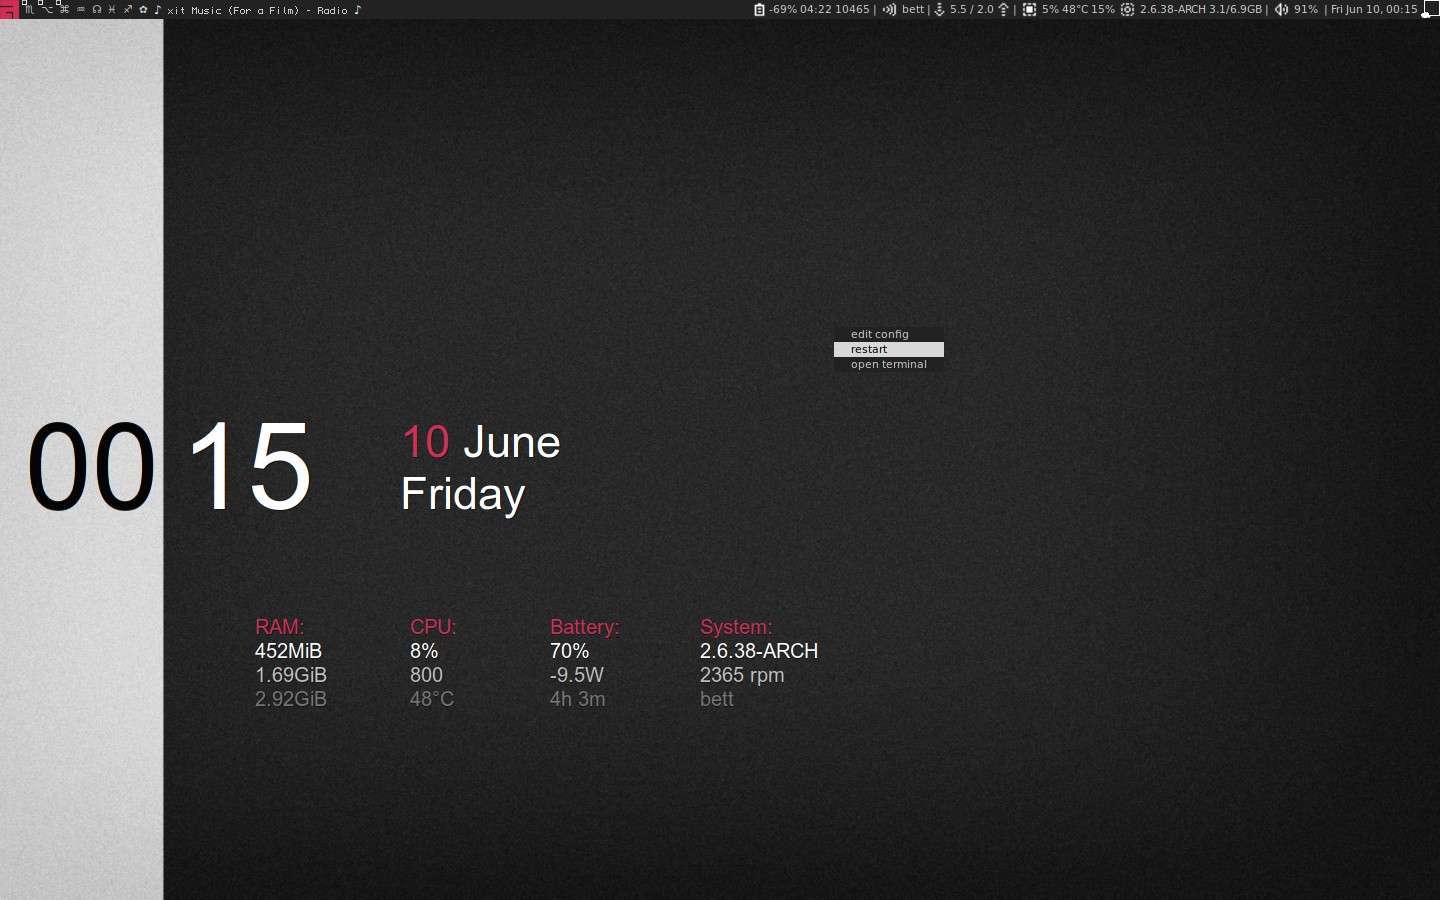 ♏ ⌥ ⌘ ♒ ☊ ♓ ♐ ✿ ♪ xit Music (For a Film) - Radio ♪
-69% 04:22 10465 | bett | 5.5 / 2.0 | 5% 48°C 15% 2.6.38-ARCH 3.1/6.9GB | 91% | Fri Jun 10, 00:15
edit config
restart
open terminal
00 15
10 June
Friday
RAM: CPU: Battery: System:
452MiB 8% 70% 2.6.38-ARCH
1.69GiB 800 -9.5W 2365 rpm
2.92GiB 48°C 4h 3m bett